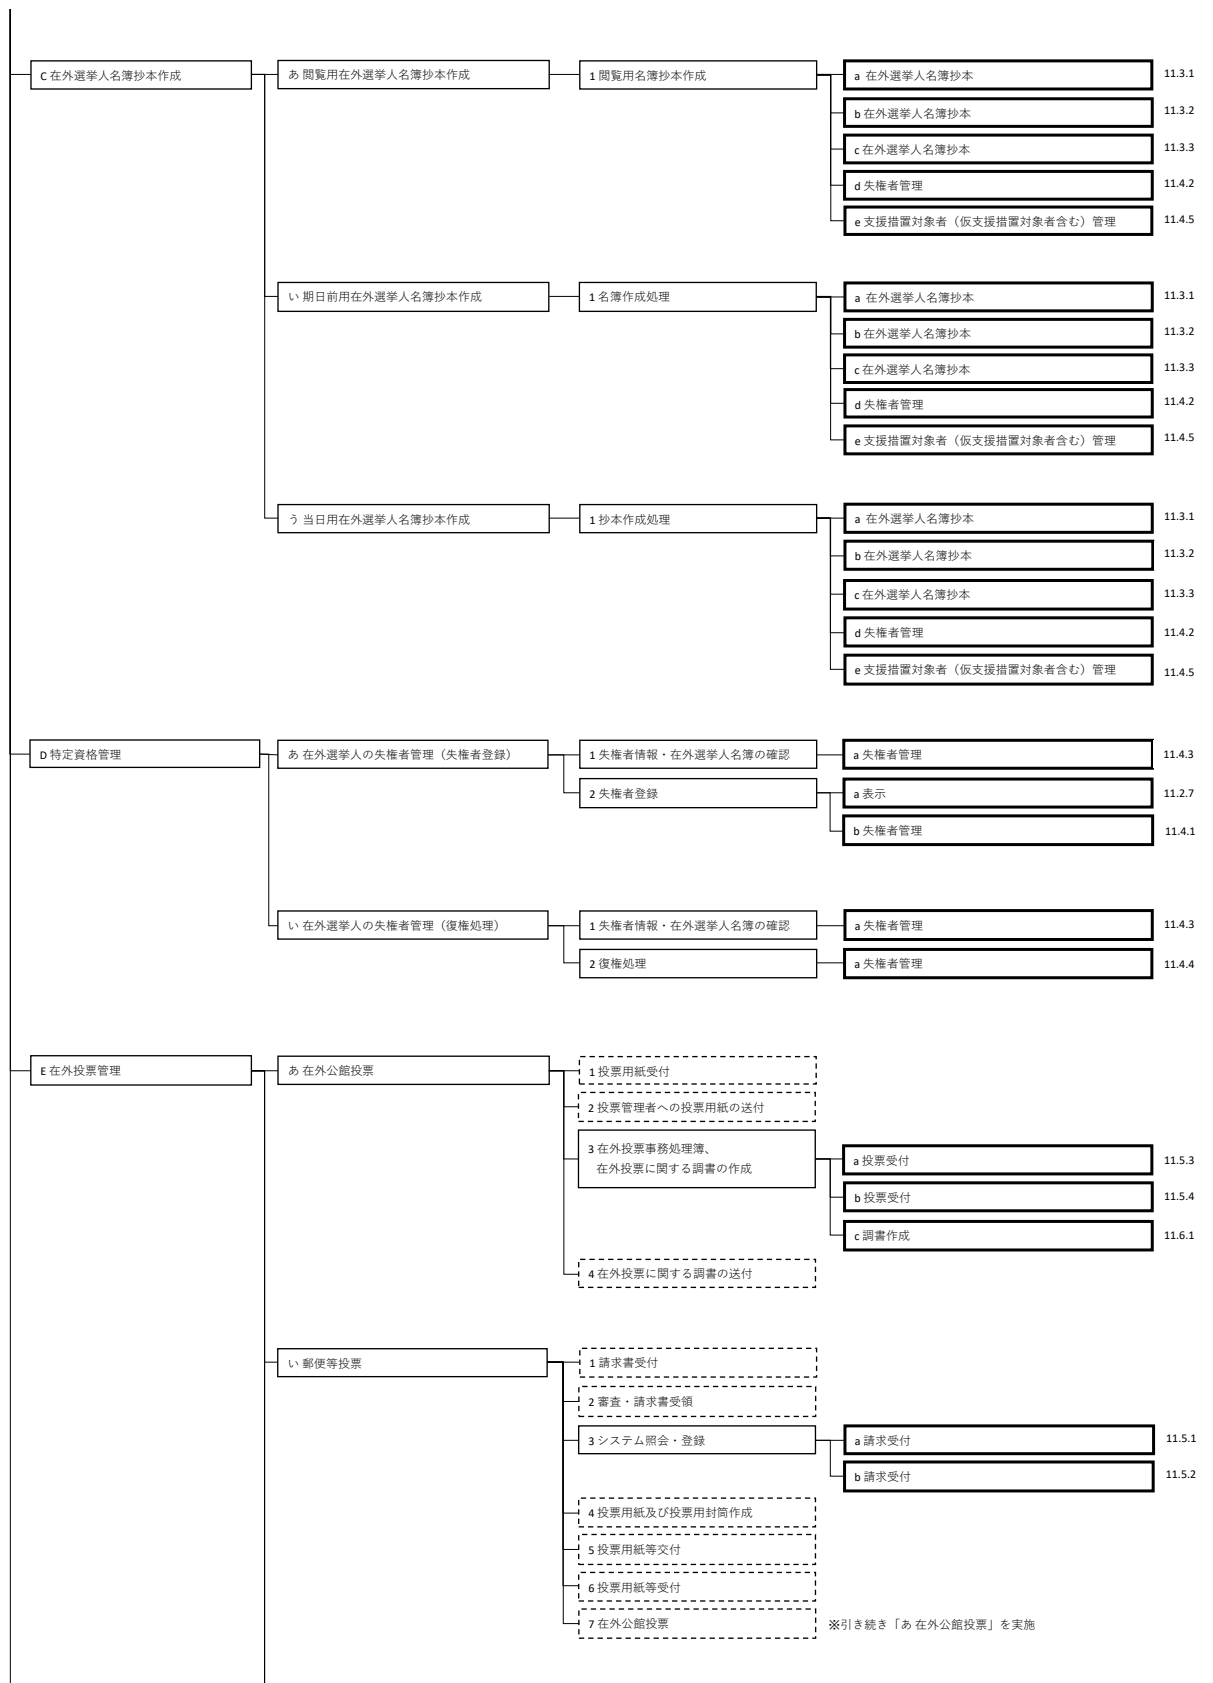 C 在外選挙人名簿抄本作成
あ 閲覧用在外選挙人名簿抄本作成
1 閲覧用名簿抄本作成
a 在外選挙人名簿抄本
11.3.1
b 在外選挙人名簿抄本
11.3.2
c 在外選挙人名簿抄本
11.3.3
d 失権者管理
11.4.2
e 支援措置対象者（仮支援措置対象者含む）管理
11.4.5
い 期日前用在外選挙人名簿抄本作成
1 名簿作成処理
a 在外選挙人名簿抄本
11.3.1
b 在外選挙人名簿抄本
11.3.2
c 在外選挙人名簿抄本
11.3.3
d 失権者管理
11.4.2
e 支援措置対象者（仮支援措置対象者含む）管理
11.4.5
う 当日用在外選挙人名簿抄本作成
1 抄本作成処理
a 在外選挙人名簿抄本
11.3.1
b 在外選挙人名簿抄本
11.3.2
c 在外選挙人名簿抄本
11.3.3
d 失権者管理
11.4.2
e 支援措置対象者（仮支援措置対象者含む）管理
11.4.5
D 特定資格管理
あ 在外選挙人の失権者管理（失権者登録）
1 失権者情報・在外選挙人名簿の確認
a 失権者管理
11.4.3
2 失権者登録
a 表示
11.2.7
b 失権者管理
11.4.1
い 在外選挙人の失権者管理（復権処理）
1 失権者情報・在外選挙人名簿の確認
a 失権者管理
11.4.3
2 復権処理
a 失権者管理
11.4.4
E 在外投票管理
あ 在外公館投票
1 投票用紙受付
2 投票管理者への投票用紙の送付
3 在外投票事務処理簿、
在外投票に関する調書の作成
a 投票受付
11.5.3
b 投票受付
11.5.4
c 調書作成
11.6.1
4 在外投票に関する調書の送付
い 郵便等投票
1 請求書受付
2 審査・請求書受領
3 システム照会・登録
a 請求受付
11.5.1
b 請求受付
11.5.2
4 投票用紙及び投票用封筒作成
5 投票用紙等交付
6 投票用紙等受付
7 在外公館投票
※引き続き「あ 在外公館投票」を実施